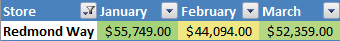 Store January February March
Redmond Way $55,749.00 $44,094.00 $52,359.00